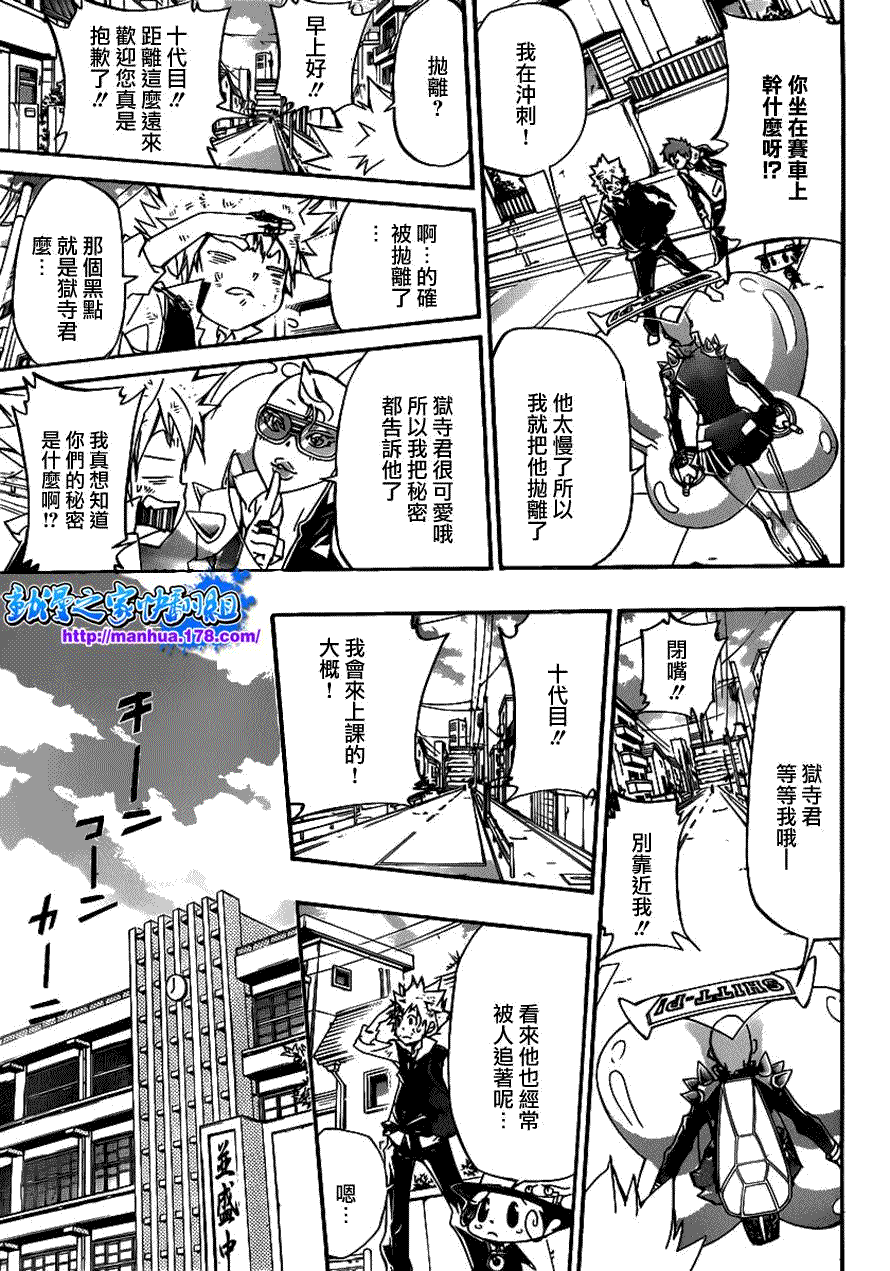 你坐在賽車上
幹什麼呀!?
我在沖刺！
他太慢了所以
我就把他拋離了
拋離？
早上好!!
十代目!!
距離這麼遠來
歡迎您真是
抱歉了!!
啊…的確
被拋離了
…
那個黑點
就是獄寺君
麼…
獄寺君很可愛哦
所以我把秘密
都告訴他了
我真想知道
你們的秘密
是什麼啊!?
動漫之家快翻組
http://manhua.178.com/
獄寺君
等等我哦ー
閉嘴!!
別靠近我!!
SHITT-P!
十代目!!
我會來上課的！
大概！
看來他也經常
被人追著呢…
嗯…
キーン
コーン
カーン
並盛中